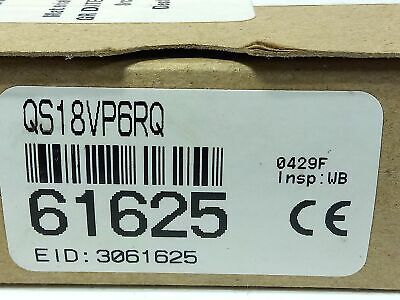 QS18VP6RQ
0429F
Insp:WB
61625
CE
EID: 3061625